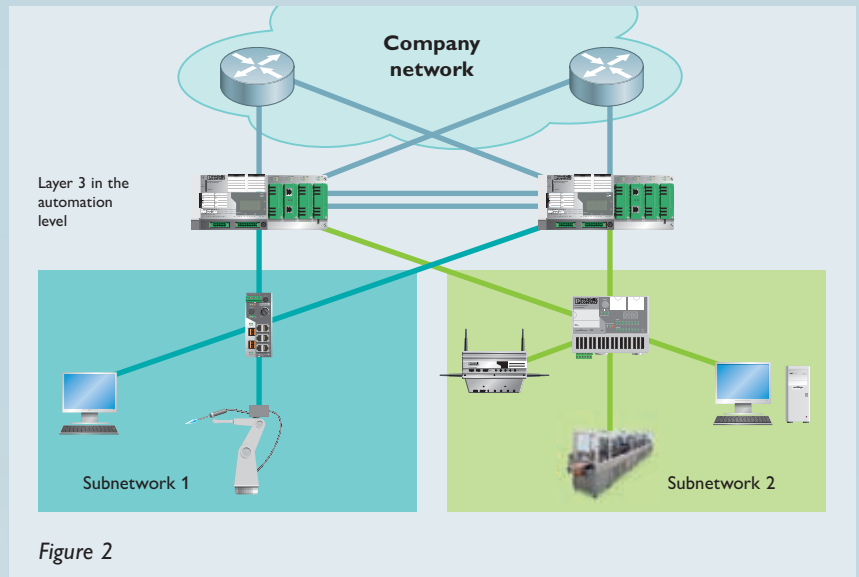 Company
network
Layer 3 in the
automation
level
Subnetwork 1
Subnetwork 2
Figure 2